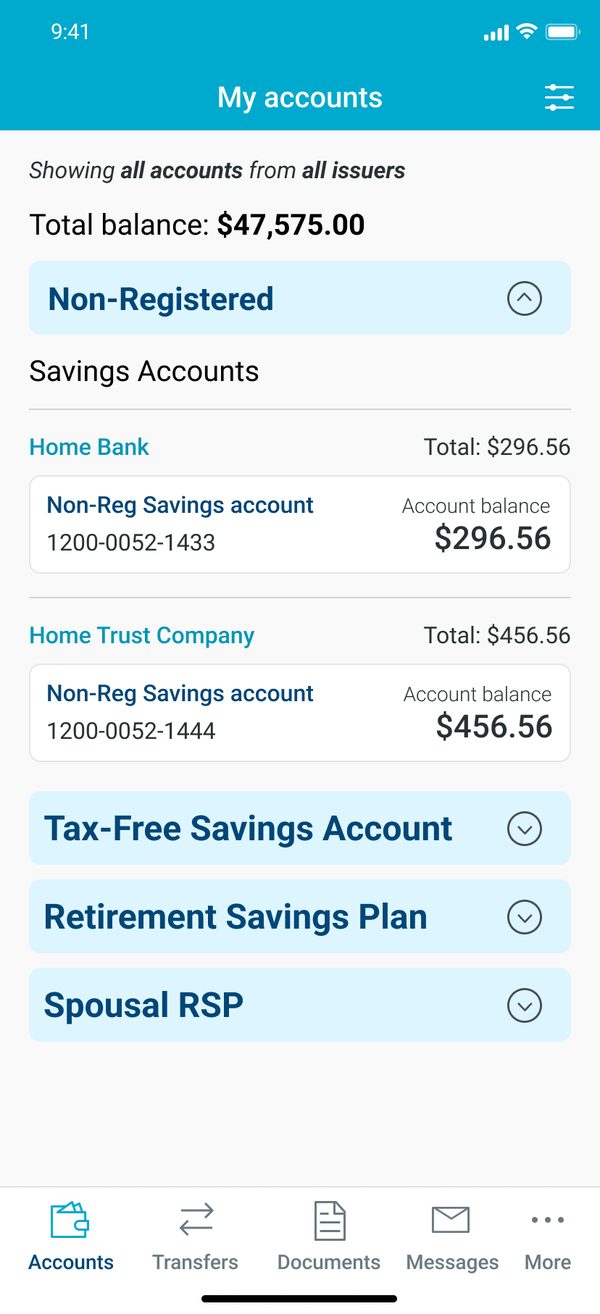 9:41
My accounts
Showing all accounts from all issuers
Total balance: $47,575.00
Non-Registered
Savings Accounts
Home Bank Total: $296.56
Non-Reg Savings account Account balance
1200-0052-1433 $296.56
Home Trust Company Total: $456.56
Non-Reg Savings account Account balance
1200-0052-1444 $456.56
Tax-Free Savings Account
Retirement Savings Plan
Spousal RSP
Accounts Transfers Documents Messages More